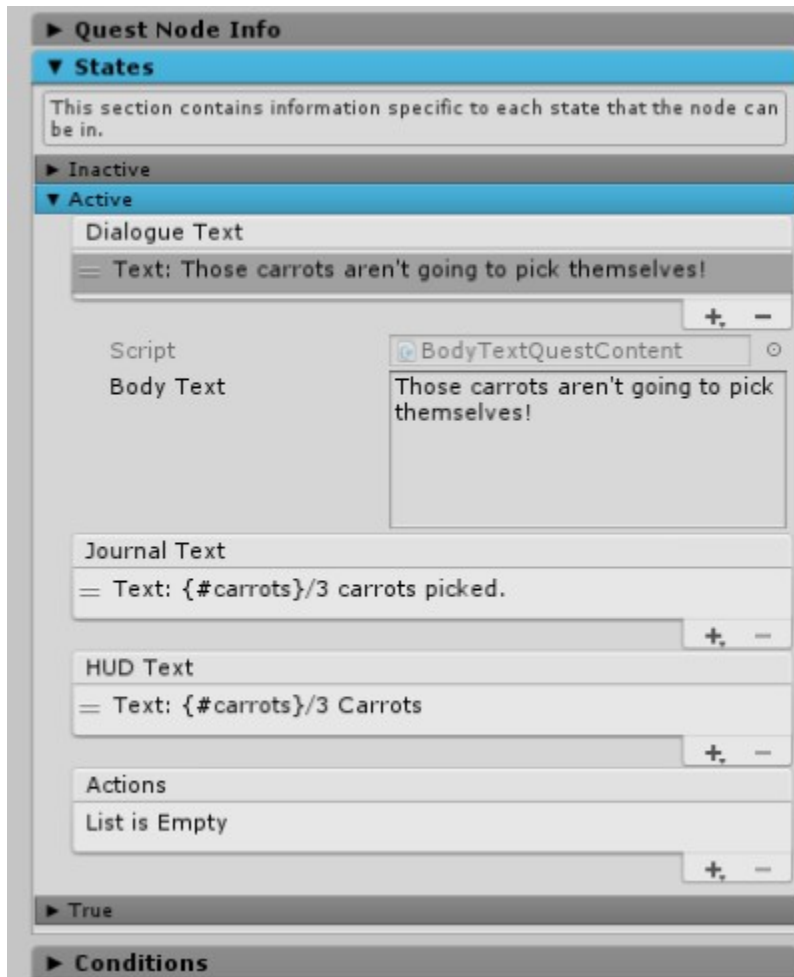 Quest Node Info
States
This section contains information specific to each state that the node can
be in.
Inactive
Active
Dialogue Text
Text: Those carrots aren't going to pick themselves!
Script
BodyTextQuestContent
Body Text
Those carrots aren't going to pick
themselves!
Journal Text
Text: {#carrots}/3 carrots picked.
HUD Text
Text: {#carrots}/3 Carrots
Actions
List is Empty
True
Conditions